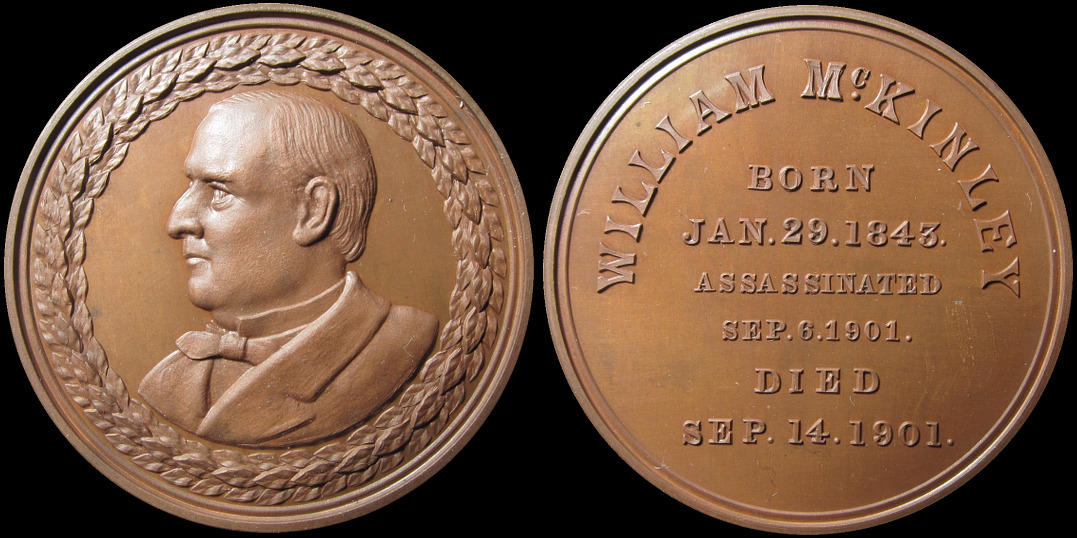 WILLIAM McKINLEY
BORN
JAN. 29. 1843.
ASSASSINATED
SEP. 6. 1901.
DIED
SEP. 14. 1901.